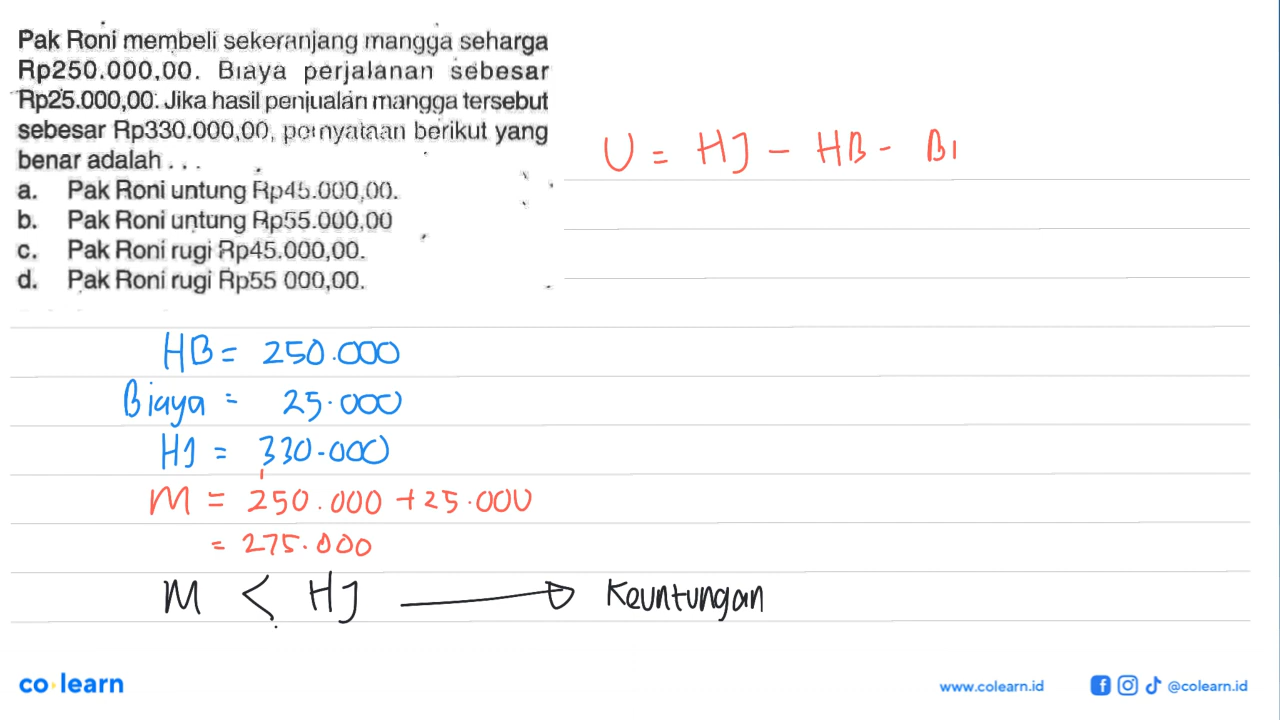 Pak Roni membeli sekeranjang mangga seharga
Rp250.000,00. Biaya perjalanan sebesar
Rp25.000,00. Jika hasil penjualan mangga tersebut
sebesar Rp330.000,00, pernyataan berikut yang
benar adalah . . .
a. Pak Roni untung Rp45.000,00.
b. Pak Roni untung Rp55.000,00
c. Pak Roni rugi Rp45.000,00.
d. Pak Roni rugi Rp55 000,00.
U = HJ - HB - BI
HB = 250.000
Biaya = 25.000
HJ = 330.000
M = 250.000 + 25.000
= 275.000
M < HJ → Keuntungan
co learn
www.colearn.id
@colearn.id